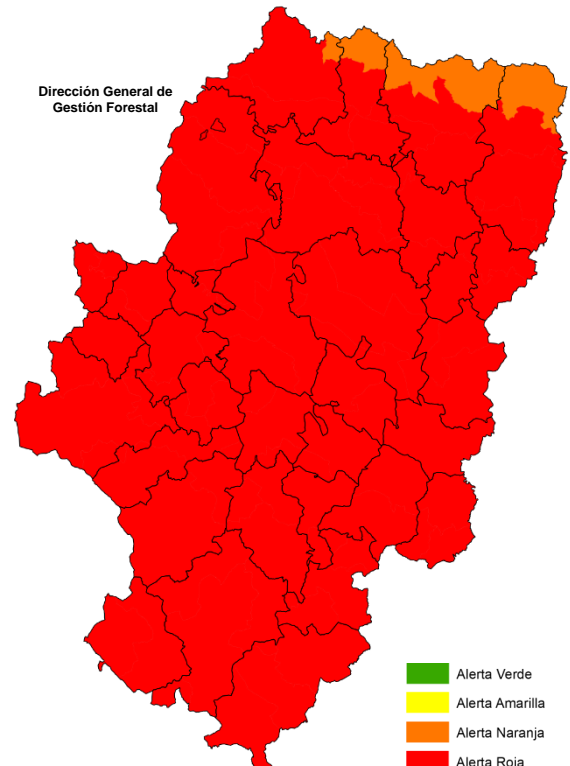 Dirección General de
Gestión Forestal
Alerta Verde
Alerta Amarilla
Alerta Naranja
Alerta Roja